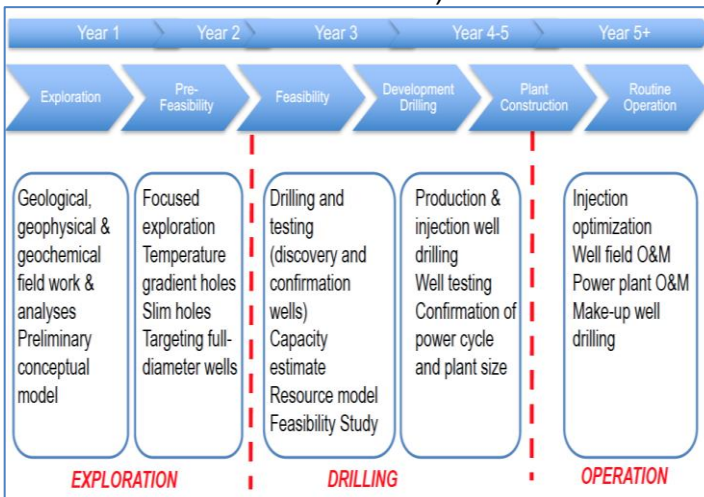 )
Year 1
Year 2
Year 3
Year 4-5
Year 5+
Exploration
Pre-
Feasibility
Feasibility
Development
Drilling
Plant
Construction
Routine
Operation
Geological,
geophysical &
geochemical
field work &
analyses
Preliminary
conceptual
model
Focused
exploration
Temperature
gradient holes
Slim holes
Targeting full-
diameter wells
Drilling and
testing
(discovery and
confirmation
wells)
Capacity
estimate
Resource model
Feasibility Study
Production &
injection well
drilling
Well testing
Confirmation of
power cycle
and plant size
Injection
optimization
Well field O&M
Power plant O&M
Make-up well
drilling
EXPLORATION
DRILLING
OPERATION